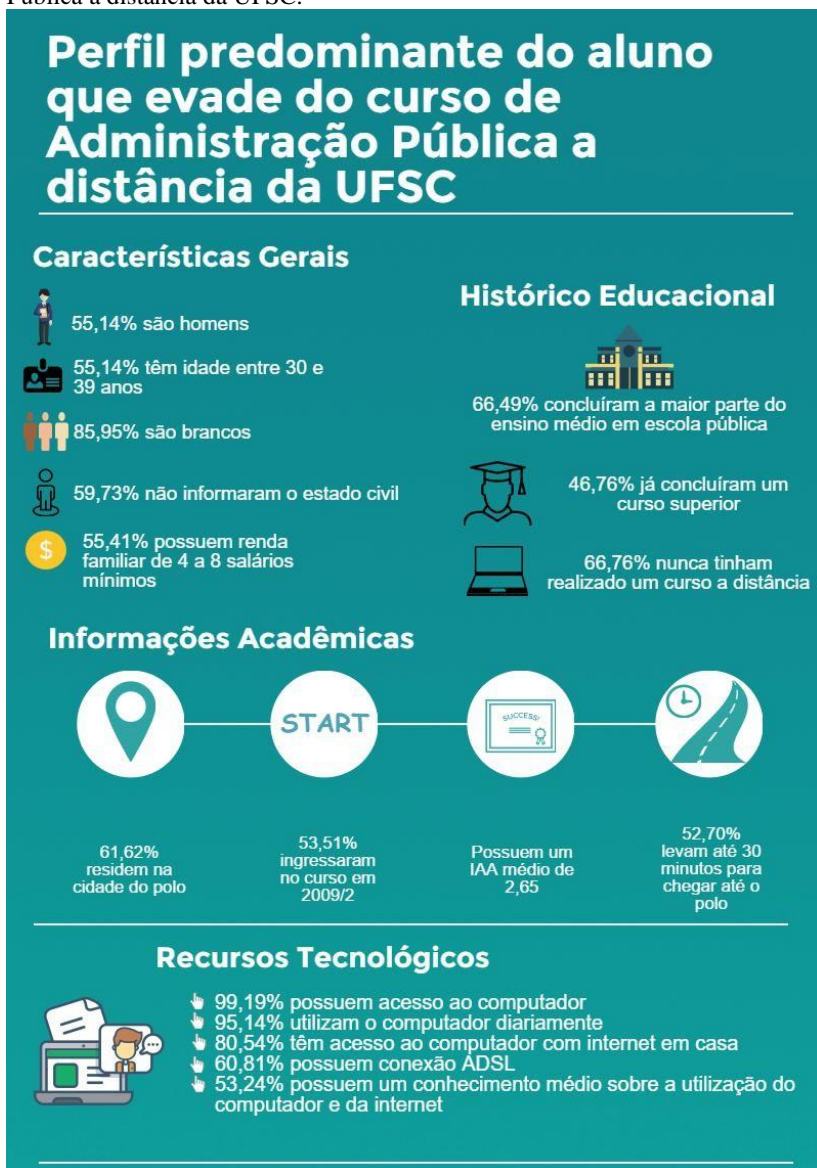 Pública a distância da UFSC.
Perfil predominante do aluno
que evade do curso de
Administração Pública a
distância da UFSC
Características Gerais
55,14% são homens
55,14% têm idade entre 30 e
39 anos
85,95% são brancos
59,73% não informaram o estado civil
$
55,41% possuem renda
familiar de 4 a 8 salários
mínimos
Histórico Educacional
66,49% concluíram a maior parte do
ensino médio em escola pública
46,76% já concluíram um
curso superior
66,76% nunca tinham
realizado um curso a distância
Informações Acadêmicas
START
SUCCESS!
61,62%
residem na
cidade do polo
53,51%
ingressaram
no curso em
2009/2
Possuem um
IAA médio de
2,65
52,70%
levam até 30
minutos para
chegar até o
polo
Recursos Tecnológicos
99,19% possuem acesso ao computador
95,14% utilizam o computador diariamente
80,54% têm acesso ao computador com internet em casa
60,81% possuem conexão ADSL
53,24% possuem um conhecimento médio sobre a utilização do
computador e da internet